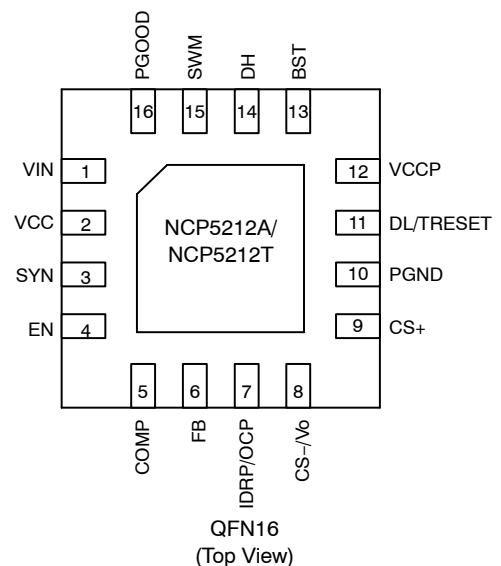 PGOOD
SWN
DH
BST
16
15
14
13
VIN 1
12 VCCP
VCC 2
11 DL/TRESET
SYN 3
10 PGND
EN 4
9 CS+
NCP5212A/
NCP5212T
5
6
7
8
COMP
FB
IDRP/OCP
CS−/Vo
QFN16
(Top View)